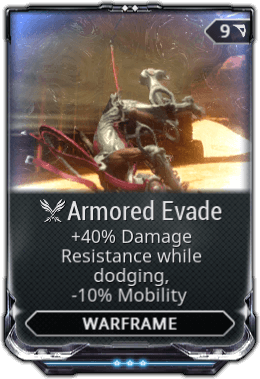 9
Armored Evade
+40% Damage
Resistance while
dodging,
-10% Mobility
WARFRAME